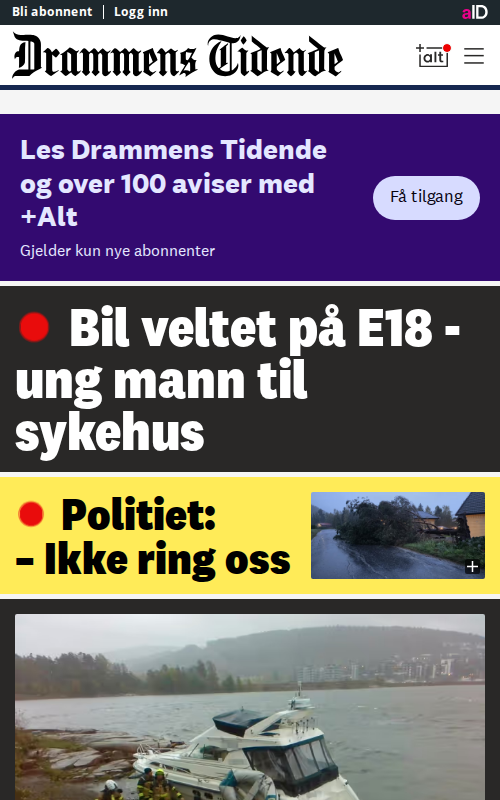 Bli abonnent | Logg inn
aID
Drammens Tidende
+alt
Les Drammens Tidende
og over 100 aviser med
+Alt
Få tilgang
Gjelder kun nye abonnenter
Bil veltet på E18 -
ung mann til
sykehus
Politiet:
– Ikke ring oss